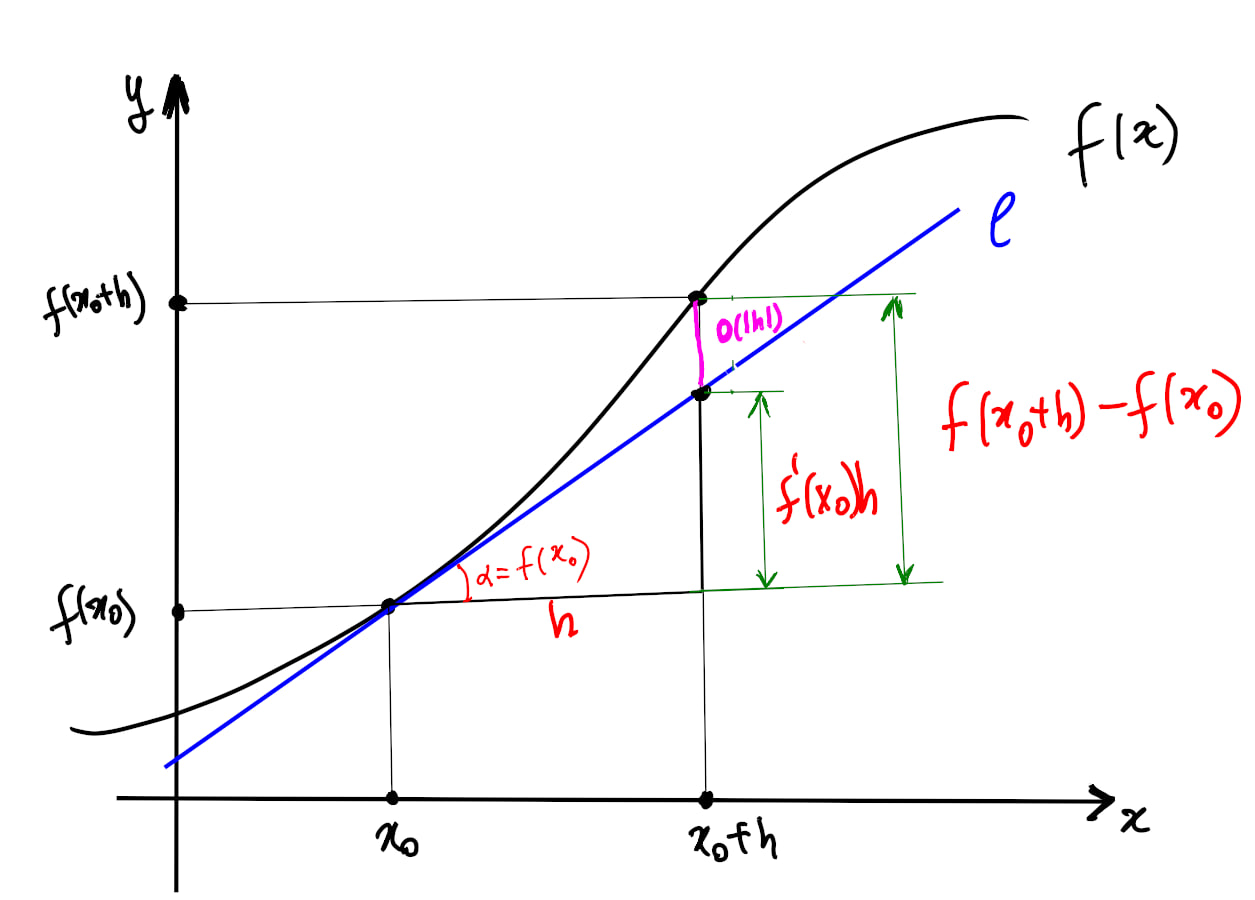 y
f(x)
ℓ
f(x₀+h)
o(|h|)
f(x₀+h)-f(x₀)
f'(x₀)h
α=f(x₀)
f(x₀)
h
x
x₀
x₀+h